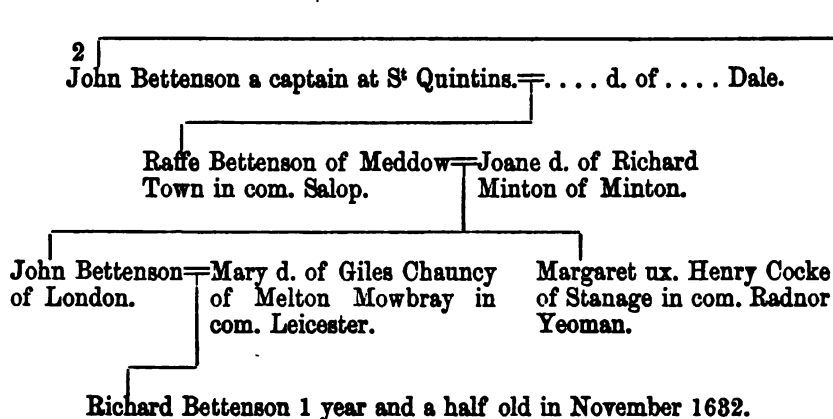 2
John Bettenson a captain at Sᵗ Quintins.=. . . . d. of . . . . Dale.
Raffe Bettenson of Meddow=Joane d. of Richard
Town in com. Salop. Minton of Minton.
John Bettenson=Mary d. of Giles Chauncy Margaret ux. Henry Cocke
of London. of Melton Mowbray in of Stanage in com. Radnor
com. Leicester. Yeoman.
Richard Bettenson 1 year and a half old in November 1632.